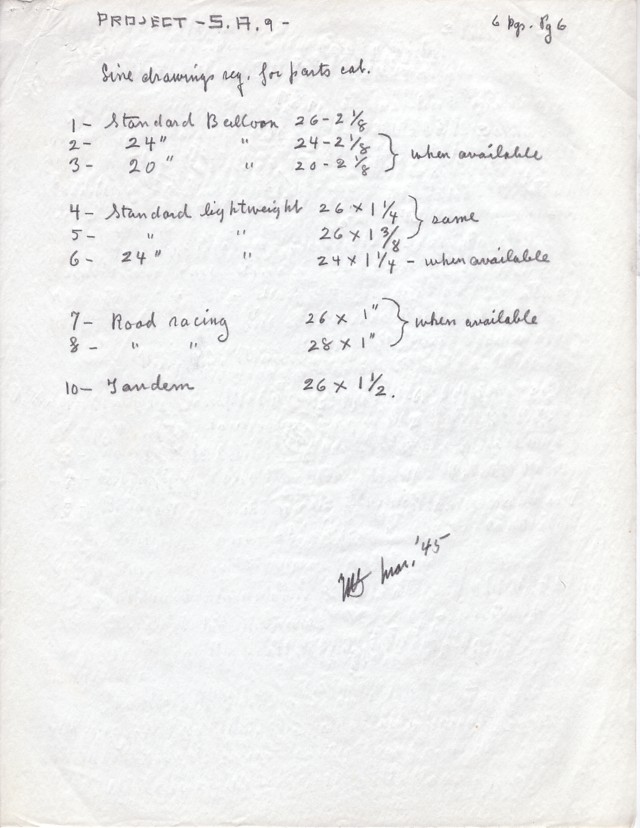 PROJECT - S.A.9 - 6 pgs. Pg 6
Line drawings req. for parts cat.
1 - Standard Balloon 26 - 2 1/8
2 - 24" " 24 - 2 1/8 } when available
3 - 20" " 20 - 2 1/8
4 - Standard lightweight 26 x 1 1/4 } same
5 - " " 26 x 1 3/8
6 - 24" " 24 x 1 1/4 - when available
7 - Road racing 26 x 1" } when available
8 - " " 28 x 1"
10 - Tandem 26 x 1 1/2.
Mar. '45